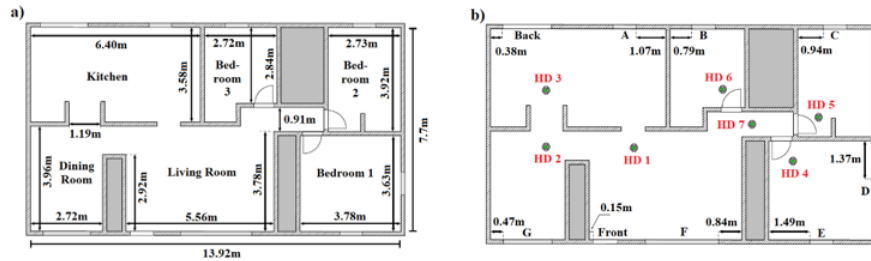 a)
6.40m
2.72m
2.73m
Kitchen
3.58m
Bed-
room
3
2.84m
Bed-
room
2
3.92m
7.7m
1.19m
0.91m
3.96m
Dining
Room
2.92m
Living Room
3.78m
Bedroom 1
3.63m
2.72m
5.56m
3.78m
13.92m
b)
Back
A
B
C
0.38m
1.07m
0.79m
0.94m
HD 3
HD 6
HD 5
HD 7
HD 2
HD 1
HD 4
1.37m
D
0.15m
0.47m
0.84m
1.49m
G
Front
F
E